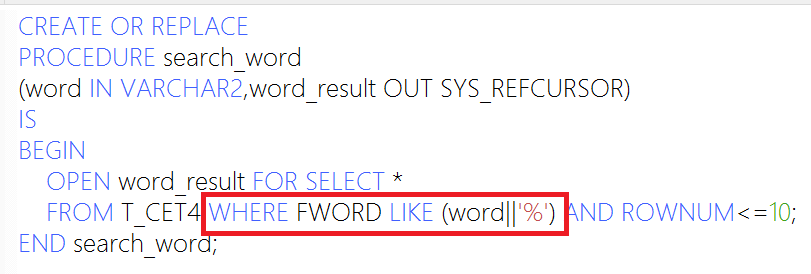 CREATE OR REPLACE
PROCEDURE search_word
(word IN VARCHAR2,word_result OUT SYS_REFCURSOR)
IS
BEGIN
OPEN word_result FOR SELECT *
FROM T_CET4 WHERE FWORD LIKE (word||'%') AND ROWNUM<=10;
END search_word;